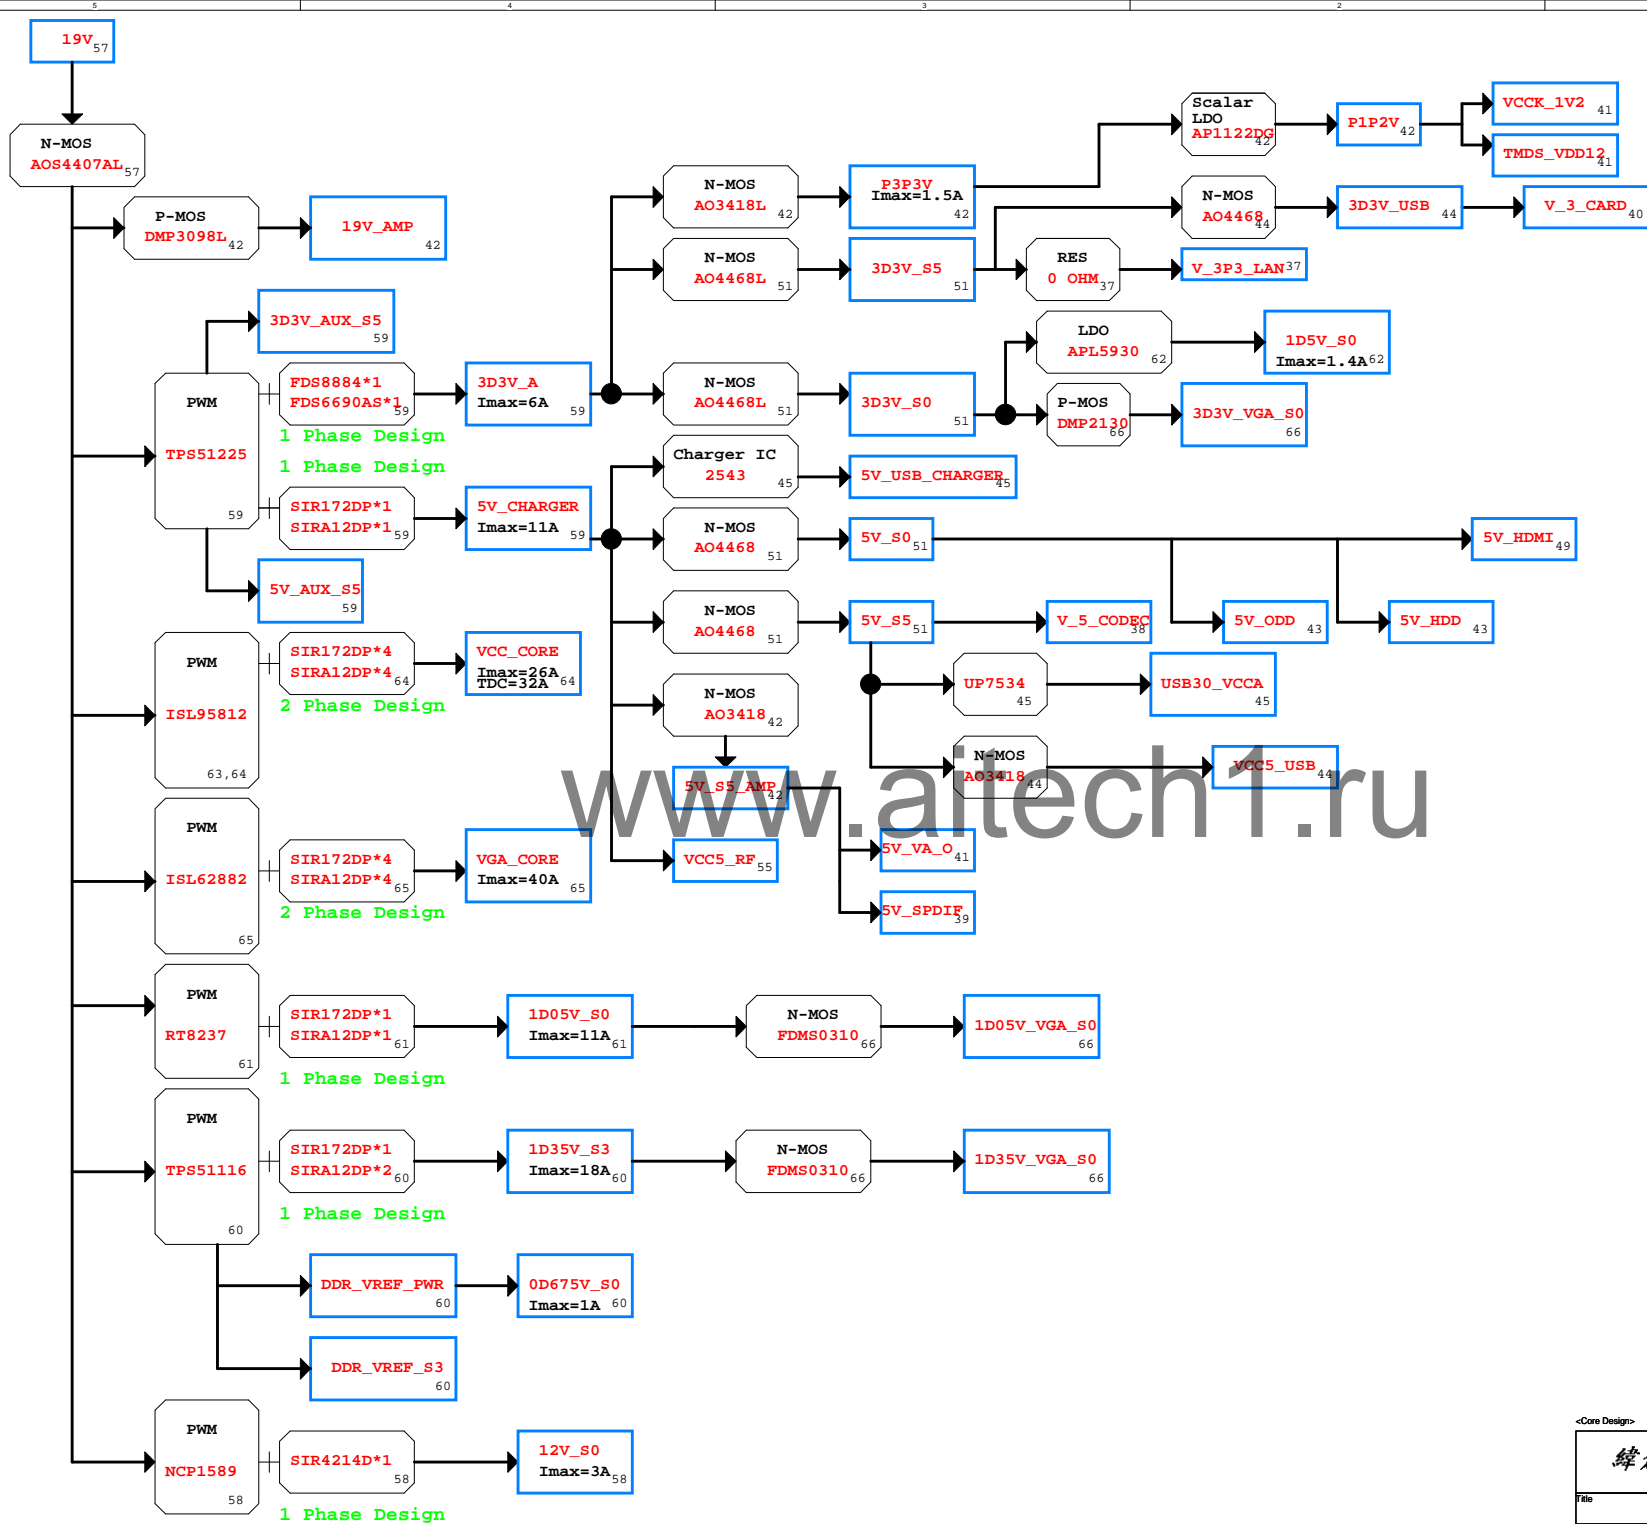 5
4
3
2
19V
57
N-MOS
AOS4407AL
57
P-MOS
DMP3098L
42
19V_AMP
42
3D3V_AUX_S5
59
PWM
TPS51225
59
FDS8884*1
FDS6690AS*1
59
1 Phase Design
3D3V_A
Imax=6A
59
1 Phase Design
SIR172DP*1
SIRA12DP*1
59
5V_CHARGER
Imax=11A
59
5V_AUX_S5
59
PWM
ISL95812
63,64
SIR172DP*4
SIRA12DP*4
64
2 Phase Design
VCC_CORE
Imax=26A
TDC=32A
64
PWM
ISL62882
65
SIR172DP*4
SIRA12DP*4
65
2 Phase Design
VGA_CORE
Imax=40A
65
PWM
RT8237
61
SIR172DP*1
SIRA12DP*1
61
1 Phase Design
1D05V_S0
Imax=11A
61
N-MOS
FDMS0310
66
1D05V_VGA_S0
66
PWM
TPS51116
60
SIR172DP*1
SIRA12DP*2
60
1 Phase Design
1D35V_S3
Imax=18A
60
N-MOS
FDMS0310
66
1D35V_VGA_S0
66
DDR_VREF_PWR
60
0D675V_S0
Imax=1A
60
DDR_VREF_S3
60
PWM
NCP1589
58
SIR4214D*1
58
1 Phase Design
12V_S0
Imax=3A
58
N-MOS
AO3418L
42
P3P3V
Imax=1.5A
42
Scalar
LDO
AP1122DG
42
P1P2V
42
VCCK_1V2
41
TMDS_VDD12
41
N-MOS
AO4468L
51
3D3V_S5
51
N-MOS
AO4468
44
3D3V_USB
44
V_3_CARD
40
RES
0 OHM
37
V_3P3_LAN
37
N-MOS
AO4468L
51
3D3V_S0
51
LDO
APL5930
62
1D5V_S0
Imax=1.4A
62
P-MOS
DMP2130
66
3D3V_VGA_S0
66
Charger IC
2543
45
5V_USB_CHARGER
45
N-MOS
AO4468
51
5V_S0
51
5V_HDMI
49
5V_ODD
43
5V_HDD
43
N-MOS
AO4468
51
5V_S5
51
V_5_CODEC
38
UP7534
45
USB30_VCCA
45
N-MOS
AO3418
44
VCC5_USB
44
N-MOS
AO3418
42
5V_S5_AMP
42
5V_VA_O
41
5V_SPDIF
39
VCC5_RF
55
www.aitech1.ru
<Core Design>
緯
Title